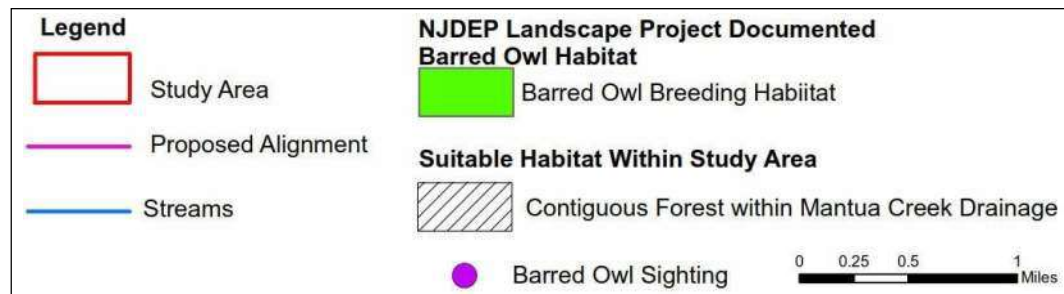 Legend
Study Area
Proposed Alignment
Streams
NJDEP Landscape Project Documented
Barred Owl Habitat
Barred Owl Breeding Habiitat
Suitable Habitat Within Study Area
Contiguous Forest within Mantua Creek Drainage
Barred Owl Sighting
0 0.25 0.5 1
Miles